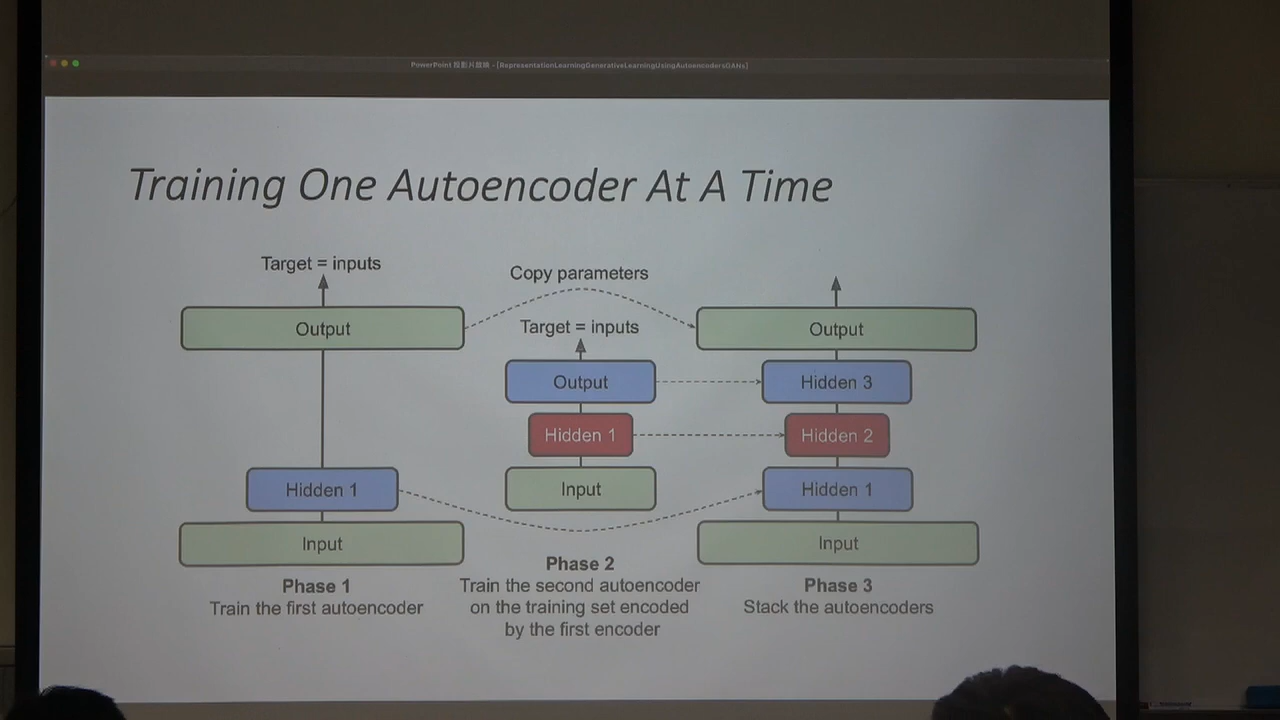 PowerPoint 投影片放映 - [RepresentationLearningGenerativeLearningUsingAutoencodersGANs]
Training One Autoencoder At A Time
Target = inputs
Copy parameters
Output
Target = inputs
Output
Output
Hidden 3
Hidden 1
Hidden 2
Hidden 1
Input
Hidden 1
Input
Input
Phase 1
Train the first autoencoder
Phase 2
Train the second autoencoder
on the training set encoded
by the first encoder
Phase 3
Stack the autoencoders